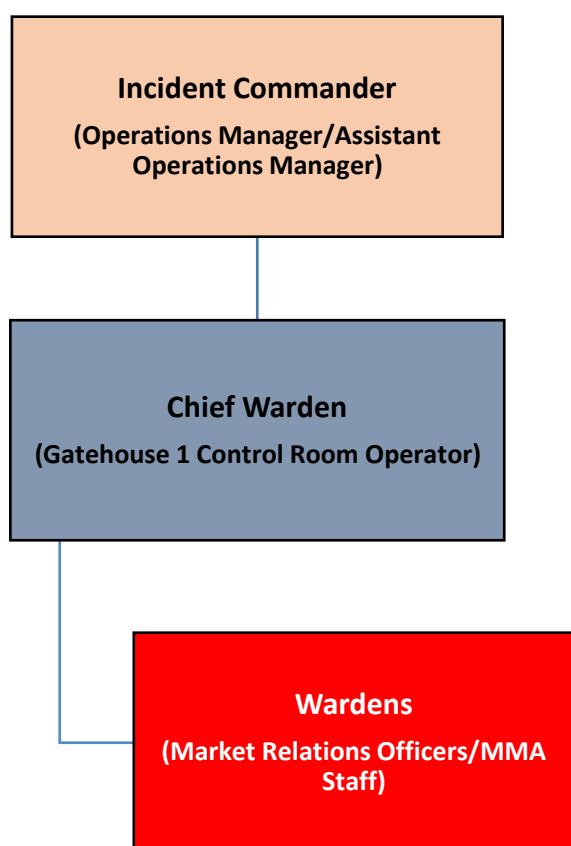 Incident Commander
(Operations Manager/Assistant
Operations Manager)
Chief Warden
(Gatehouse 1 Control Room Operator)
Wardens
(Market Relations Officers/MMA
Staff)